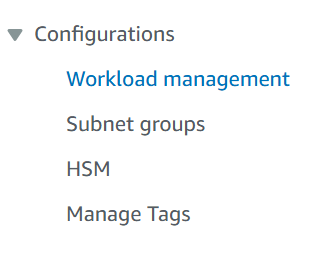 Configurations
Workload management
Subnet groups
HSM
Manage Tags